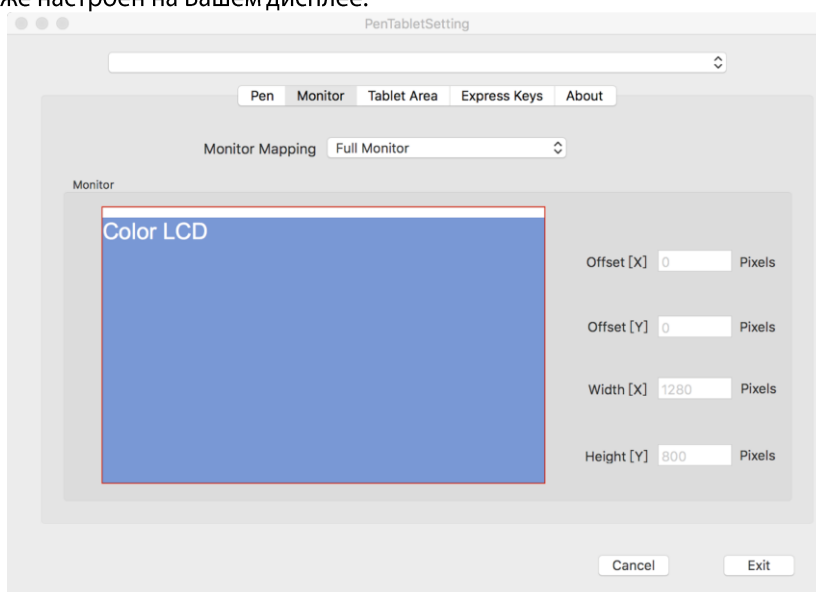 же настроен на Вашем дисплее.
PenTabletSetting
Pen Monitor Tablet Area Express Keys About
Monitor Mapping Full Monitor
Monitor
Color LCD
Offset [X] 0 Pixels
Offset [Y] 0 Pixels
Width [X] 1280 Pixels
Height [Y] 800 Pixels
Cancel Exit